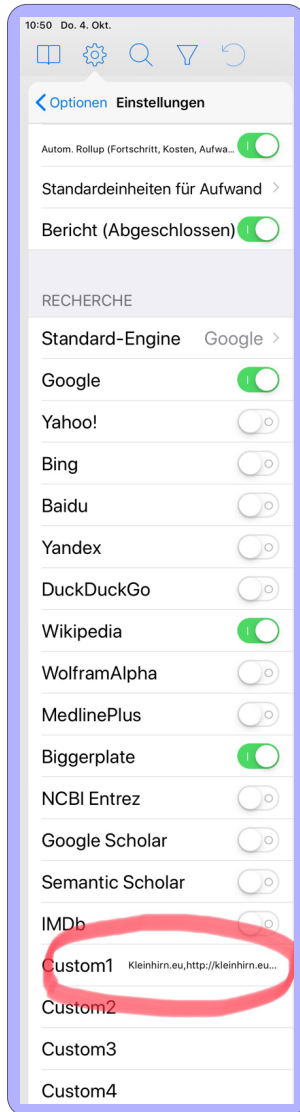 10:50 Do. 4. Okt.
Optionen Einstellungen
Autom. Rollup (Fortschritt, Kosten, Aufwa...
Standardeinheiten für Aufwand
Bericht (Abgeschlossen)
RECHERCHE
Standard-Engine Google
Google
Yahoo!
Bing
Baidu
Yandex
DuckDuckGo
Wikipedia
WolframAlpha
MedlinePlus
Biggerplate
NCBI Entrez
Google Scholar
Semantic Scholar
IMDb
Custom1 Kleinhirn.eu,http://kleinhirn.eu...
Custom2
Custom3
Custom4